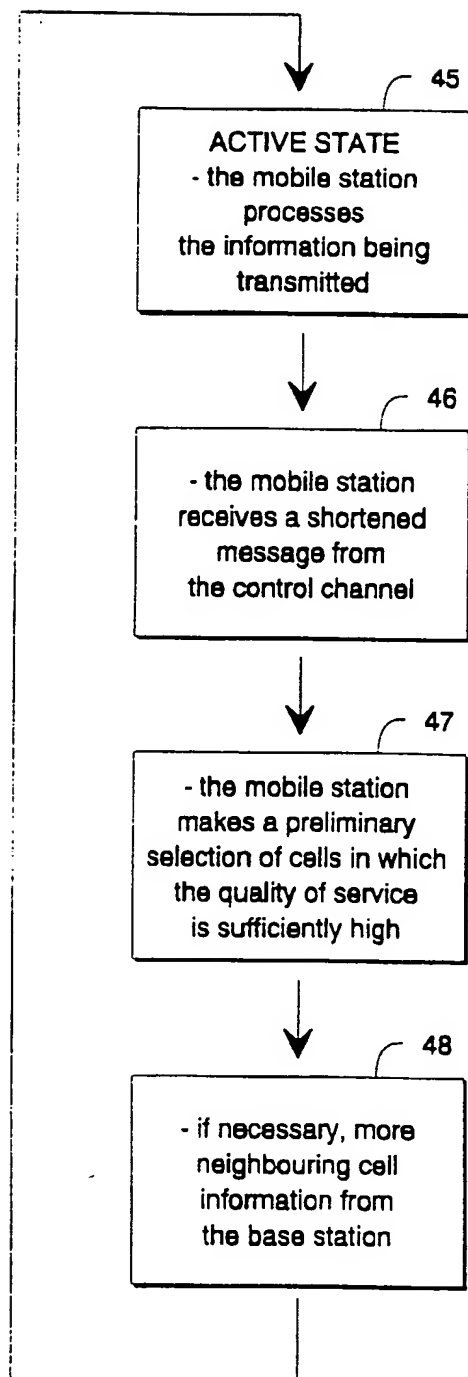 45
ACTIVE STATE
- the mobile station
processes
the information being
transmitted
46
- the mobile station
receives a shortened
message from
the control channel
47
- the mobile station
makes a preliminary
selection of cells in which
the quality of service
is sufficiently high
48
- if necessary, more
neighbouring cell
information from
the base station